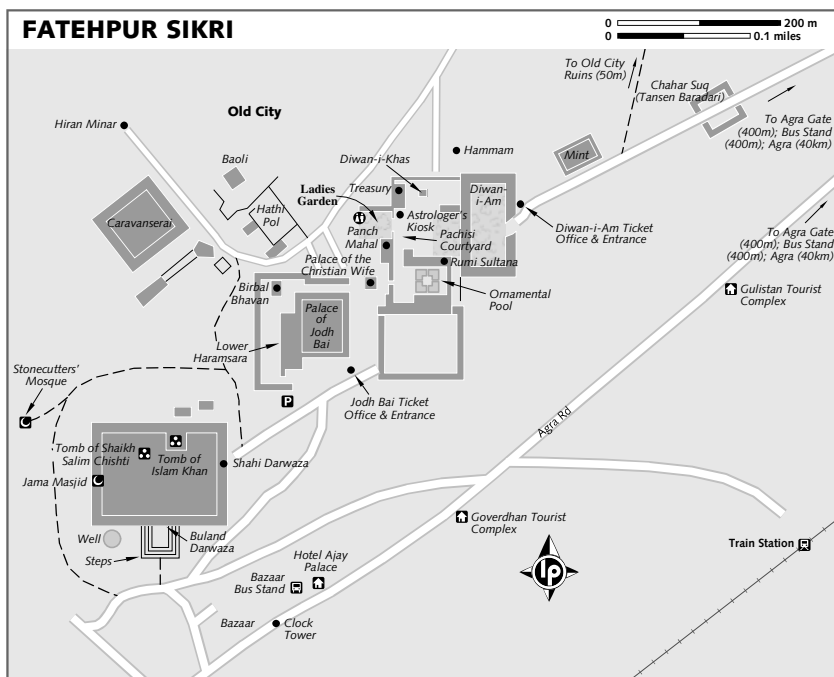 FATEHPUR SIKRI
0 200 m
0 0.1 miles
To Old City
Ruins (50m)
Chahar Suq
(Tansen Baradari)
To Agra Gate
(400m); Bus Stand
(400m); Agra (40km)
Old City
Hiran Minar
Hammam
Mint
Baoli
Diwan-i-Khas
Ladies
Garden
Treasury
Diwan-
i-Am
Caravanserai
Hathi
Pol
Astrologer's
Kiosk
Diwan-i-Am Ticket
Office & Entrance
Panch
Mahal
Pachisi
Courtyard
To Agra Gate
(400m); Bus Stand
(400m); Agra (40km)
Palace of the
Christian Wife
Rumi Sultana
Birbal
Bhavan
Ornamental
Pool
Gulistan Tourist
Complex
Palace
of
Jodh
Bai
Lower
Haramsara
Stonecutters'
Mosque
P
Jodh Bai Ticket
Office & Entrance
Agra Rd
Tomb of Shaikh
Salim Chishti
Tomb of
Islam Khan
Shahi Darwaza
Jama Masjid
Goverdhan Tourist
Complex
Well
Buland
Darwaza
Steps
Train Station
Hotel Ajay
Palace
Bazaar
Bus Stand
lp
Bazaar
Clock
Tower